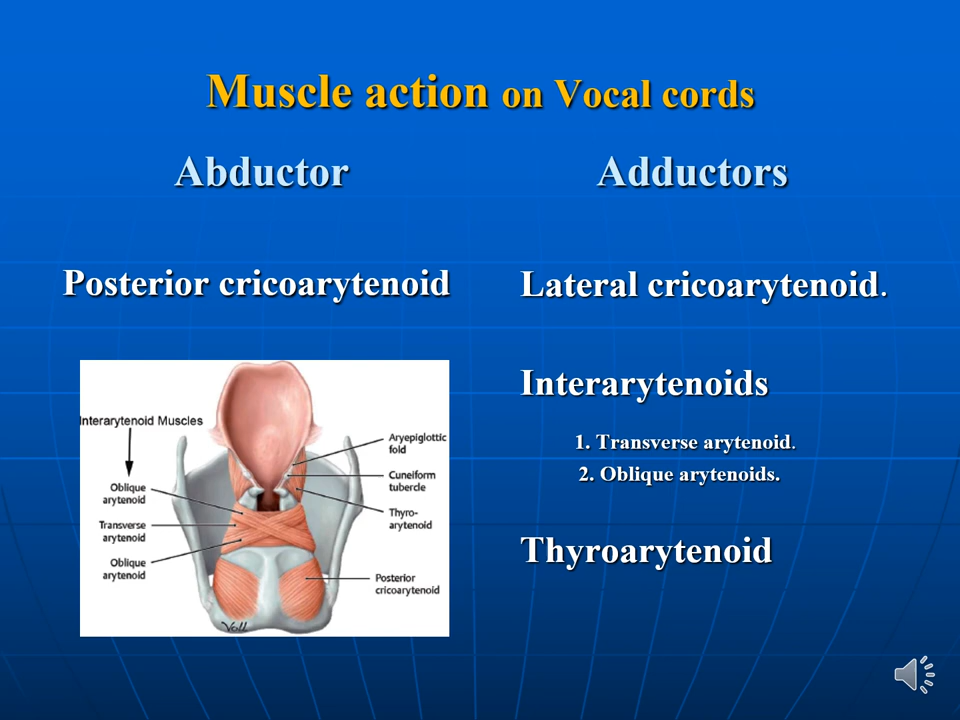 Muscle action on Vocal cords
Abductor
Posterior cricoarytenoid
Interarytenoid Muscles
Oblique
arytenoid
Transverse
arytenoid
Oblique
arytenoid
Aryepiglottic
fold
Cuneiform
tubercle
Thyro-
arytenoid
Posterior
cricoarytenoid
Voll
Adductors
Lateral cricoarytenoid.
Interarytenoids
1. Transverse arytenoid.
2. Oblique arytenoids.
Thyroarytenoid